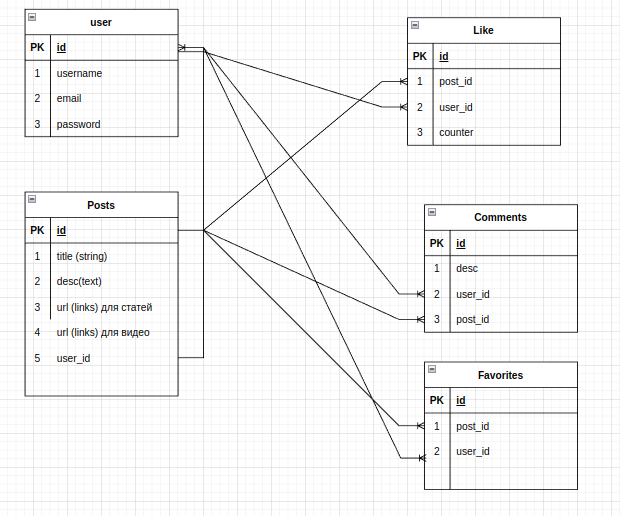 user
PK id
1 username
2 email
3 password
Posts
PK id
1 title (string)
2 desc(text)
3 url (links) для статей
4 url (links) для видео
5 user_id
Like
PK id
1 post_id
2 user_id
3 counter
Comments
PK id
1 desc
2 user_id
3 post_id
Favorites
PK id
1 post_id
2 user_id